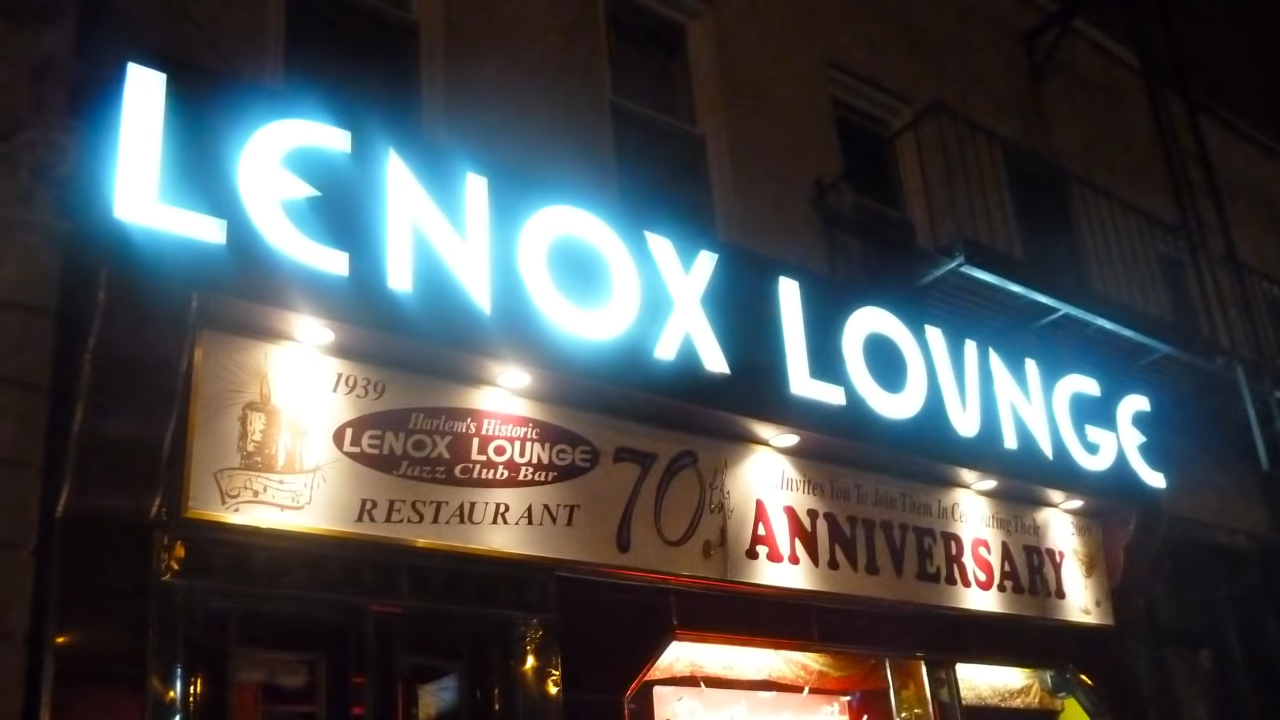 LENOX LOUNGE
1939
Harlem's Historic
LENOX LOUNGE
Jazz Club-Bar
RESTAURANT
70th
Invites You To Join Them In Celebrating Their
2009
ANNIVERSARY